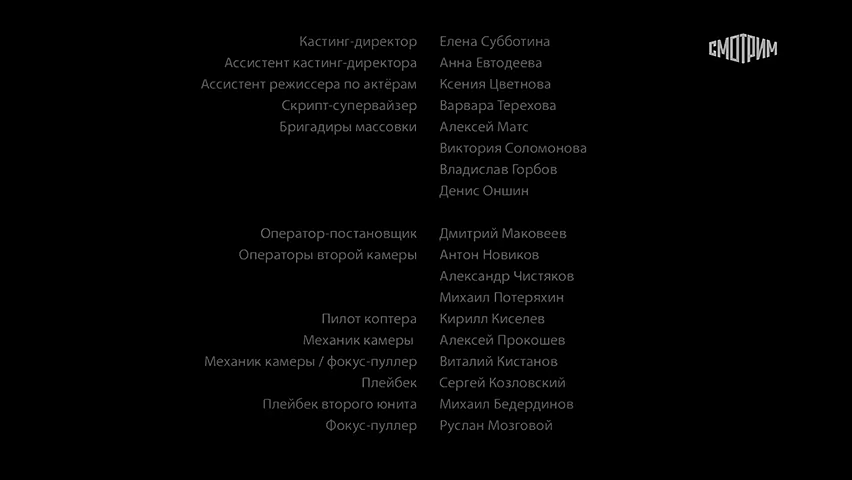 СМОТРИМ
Кастинг-директор Елена Субботина
Ассистент кастинг-директора Анна Евтодеева
Ассистент режиссера по актёрам Ксения Цветнова
Скрипт-супервайзер Варвара Терехова
Бригадиры массовки Алексей Матс
Виктория Соломонова
Владислав Горбов
Денис Оншин
Оператор-постановщик Дмитрий Маковеев
Операторы второй камеры Антон Новиков
Александр Чистяков
Михаил Потеряхин
Пилот коптера Кирилл Киселев
Механик камеры Алексей Прокошев
Механик камеры / фокус-пуллер Виталий Кистанов
Плейбек Сергей Козловский
Плейбек второго юнита Михаил Бедердинов
Фокус-пуллер Руслан Мозговой